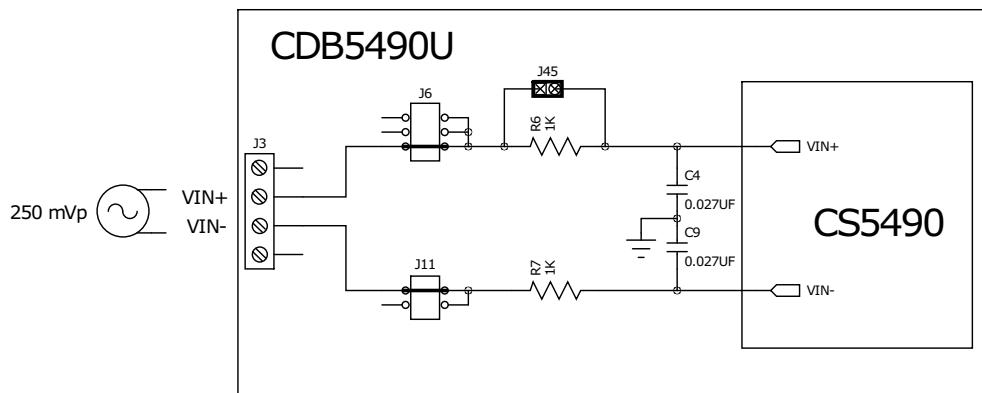 CDB5490U
J45
J6
R6
1K
J3
VIN+
C4
0.027UF
250 mVp
VIN+
VIN-
CS5490
C9
0.027UF
J11
R7
1K
VIN-